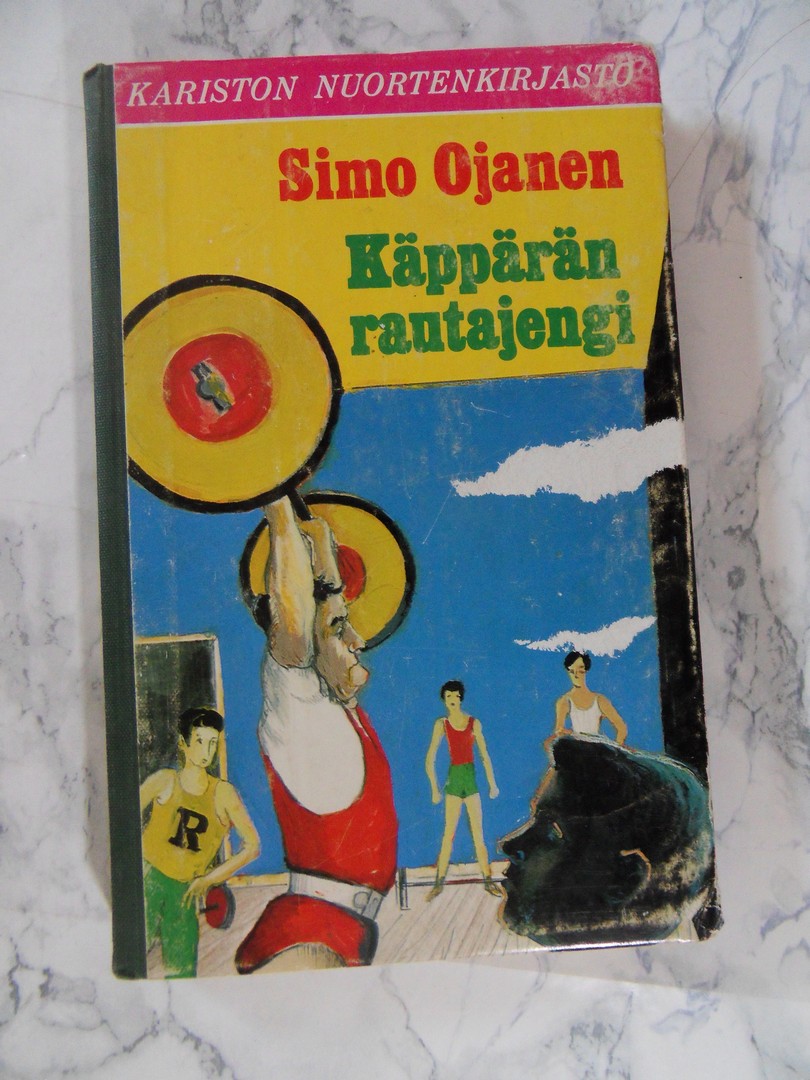 KARISTON NUORTENKIRJASTO
Simo Ojanen
Käppärän
rautajengi
R